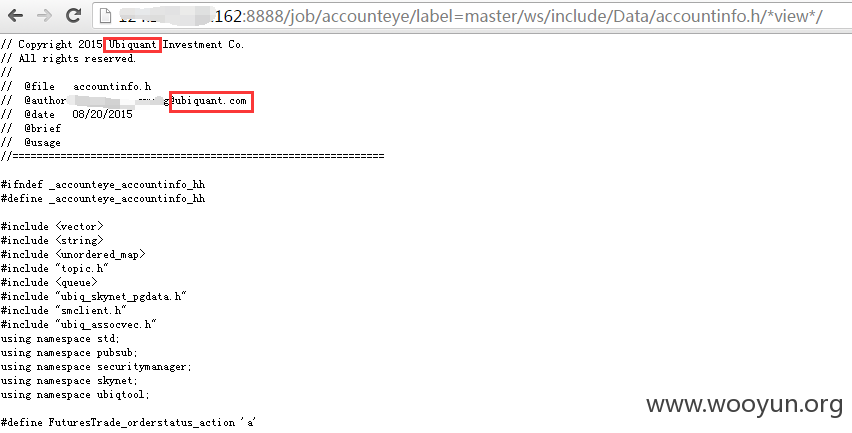 .162:8888/job/accounteye/label=master/ws/include/Data/accountinfo.h/*view*/
// Copyright 2015 Ubiquant Investment Co.
// All rights reserved.
//
//  @file   accountinfo.h
//  @author @ubiquant.com
//  @date   08/20/2015
//  @brief
//  @usage
//================================================================
#ifndef _accounteye_accountinfo_hh
#define _accounteye_accountinfo_hh
#include <vector>
#include <string>
#include <unordered_map>
#include "topic.h"
#include <queue>
#include "ubiq_skynet_pgdata.h"
#include "smclient.h"
#include "ubiq_assocvec.h"
using namespace std;
using namespace pubsub;
using namespace securitymanager;
using namespace skynet;
using namespace ubiqtool;
#define FuturesTrade_orderstatus_action 'a'
www.wooyun.org